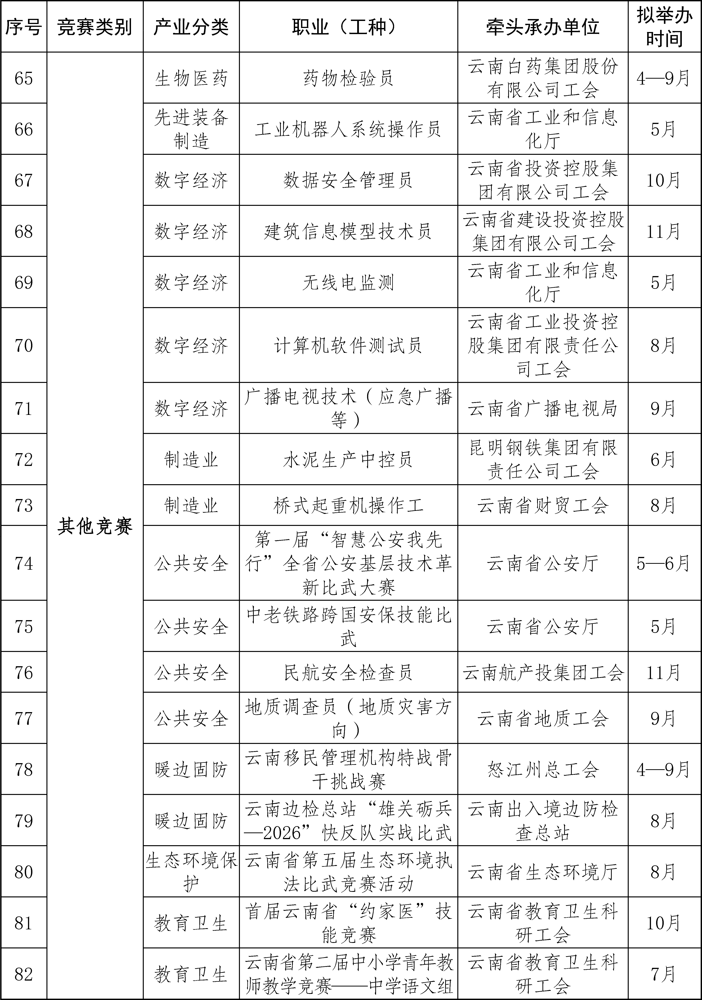 序号 竞赛类别 产业分类 职业（工种） 牵头承办单位 拟举办
时间
其他竞赛
65 生物医药 药物检验员 云南白药集团股份
有限公司工会 4—9月
66 先进装备
制造 工业机器人系统操作员 云南省工业和信息
化厅 5月
67 数字经济 数据安全管理员 云南省投资控股集
团有限公司工会 10月
68 数字经济 建筑信息模型技术员 云南省建设投资控股
集团有限公司工会 11月
69 数字经济 无线电监测 云南省工业和信息
化厅 5月
70 数字经济 计算机软件测试员 云南省工业投资控
股集团有限责任公
司工会 8月
71 数字经济 广播电视技术（应急广播
等） 云南省广播电视局 9月
72 制造业 水泥生产中控员 昆明钢铁集团有限
责任公司工会 6月
73 制造业 桥式起重机操作工 云南省财贸工会 8月
74 公共安全 第一届“智慧公安我先
行”全省公安基层技术革
新比武大赛 云南省公安厅 5—6月
75 公共安全 中老铁路跨国安保技能比
武 云南省公安厅 5月
76 公共安全 民航安全检查员 云南航产投集团工会 11月
77 公共安全 地质调查员（地质灾害方
向） 云南省地质工会 9月
78 暖边固防 云南移民管理机构特战骨
干挑战赛 怒江州总工会 4—9月
79 暖边固防 云南边检总站“雄关砺兵
—2026”快反队实战比武 云南出入境边防检
查总站 8月
80 生态环境保
护 云南省第五届生态环境执
法比武竞赛活动 云南省生态环境厅 8月
81 教育卫生 首届云南省“约家医”技
能竞赛 云南省教育卫生科
研工会 10月
82 教育卫生 云南省第二届中小学青年教
师教学竞赛——中学语文组 云南省教育卫生科
研工会 7月